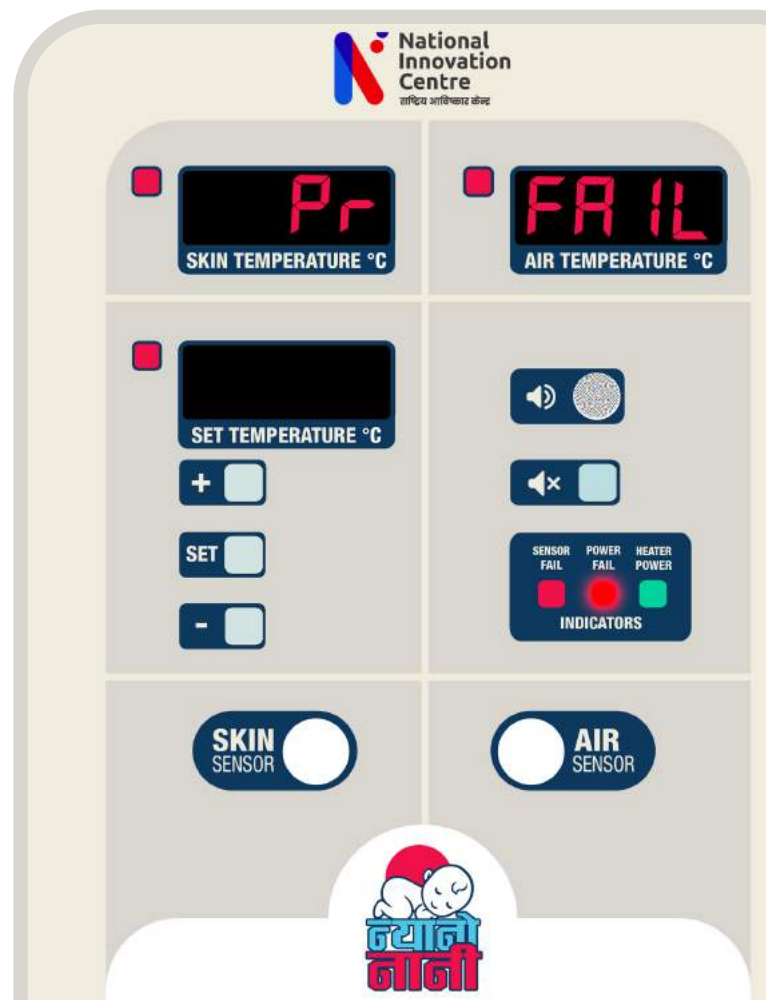 National
Innovation
Centre
राष्ट्रिय आविष्कार केन्द्र
Pr
SKIN TEMPERATURE °C
FAIL
AIR TEMPERATURE °C
SET TEMPERATURE °C
+
SET
-
SENSOR FAIL
POWER FAIL
HEATER POWER
INDICATORS
SKIN
SENSOR
AIR
SENSOR
न्यानो
नानी